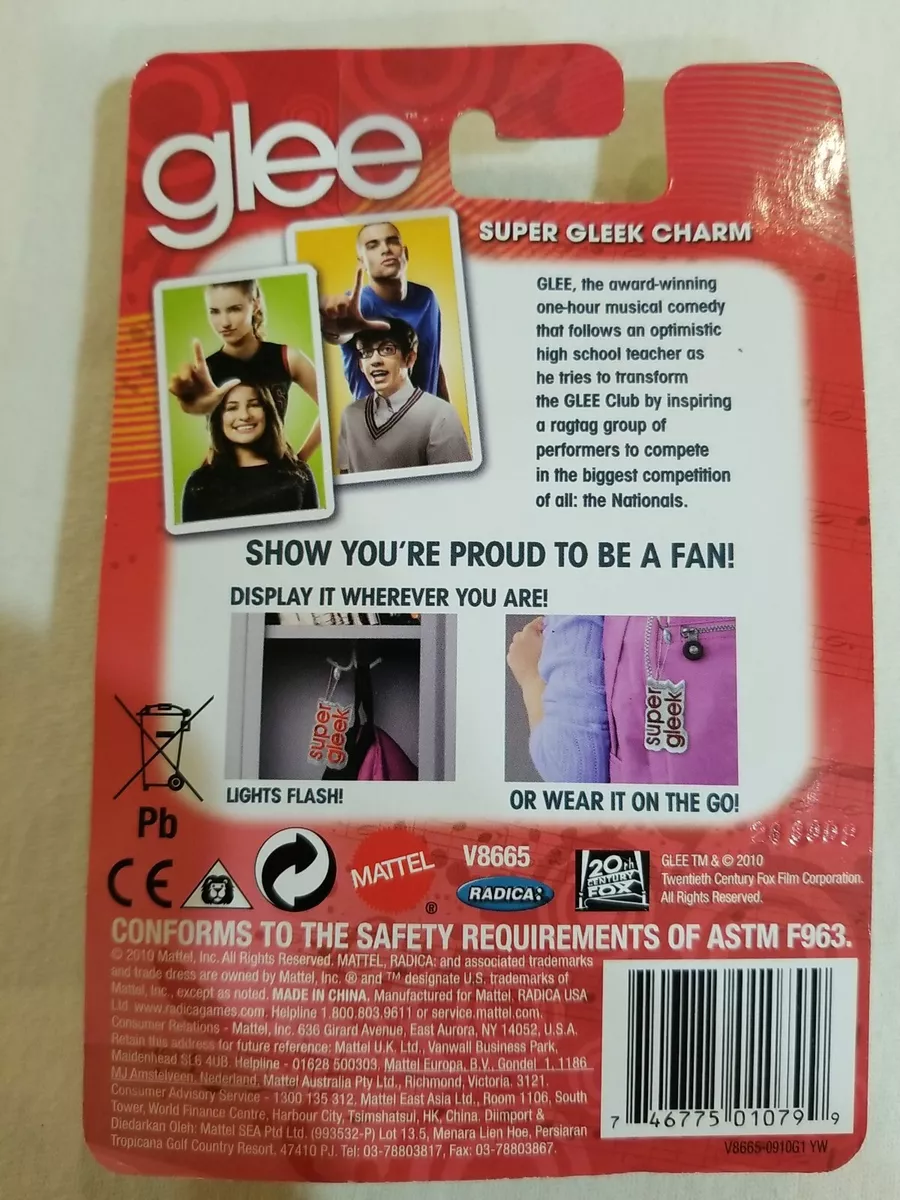 glee™
SUPER GLEEK CHARM
GLEE, the award-winning
one-hour musical comedy
that follows an optimistic
high school teacher as
he tries to transform
the GLEE Club by inspiring
a ragtag group of
performers to compete
in the biggest competition
of all: the Nationals.
SHOW YOU'RE PROUD TO BE A FAN!
DISPLAY IT WHEREVER YOU ARE!
super
gleek
super
gleek
LIGHTS FLASH!
OR WEAR IT ON THE GO!
Pb
CE
MATTEL
®
V8665
RADICA:
20th
CENTURY
FOX
GLEE TM & © 2010
Twentieth Century Fox Film Corporation.
All Rights Reserved.
CONFORMS TO THE SAFETY REQUIREMENTS OF ASTM F963.
© 2010 Mattel, Inc. All Rights Reserved. MATTEL, RADICA: and associated trademarks
and trade dress are owned by Mattel, Inc. ® and ™ designate U.S. trademarks of
Mattel, Inc., except as noted. MADE IN CHINA. Manufactured for Mattel. RADICA USA
Ltd. www.radicagames.com. Helpline 1.800.803.9611 or service.mattel.com.
Consumer Relations - Mattel, Inc. 636 Girard Avenue, East Aurora, NY 14052, U.S.A.
Retain this address for future reference: Mattel U.K. Ltd., Vanwall Business Park,
Maidenhead SL6 4UB. Helpline - 01628 500303. Mattel Europa, B.V., Gondel 1, 1186
MJ Amstelveen, Nederland. Mattel Australia Pty Ltd., Richmond, Victoria. 3121.
Consumer Advisory Service - 1300 135 312. Mattel East Asia Ltd., Room 1106, South
Tower, World Finance Centre, Harbour City, Tsimshatsui, HK, China. Diimport &
Diedarkan Oleh: Mattel SEA Ptd Ltd. (993532-P) Lot 13.5, Menara Lien Hoe, Persiaran
Tropicana Golf Country Resort, 47410 PJ. Tel: 03-78803817, Fax: 03-78803867.
7 46775 01079 9
V8665-0910G1 YW